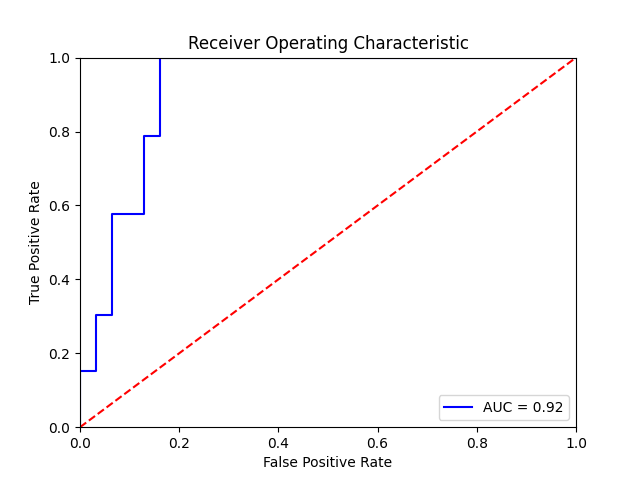 Receiver Operating Characteristic
1.0
0.8
0.6
0.4
0.2
0.0
True Positive Rate
AUC = 0.92
0.0 0.2 0.4 0.6 0.8 1.0
False Positive Rate